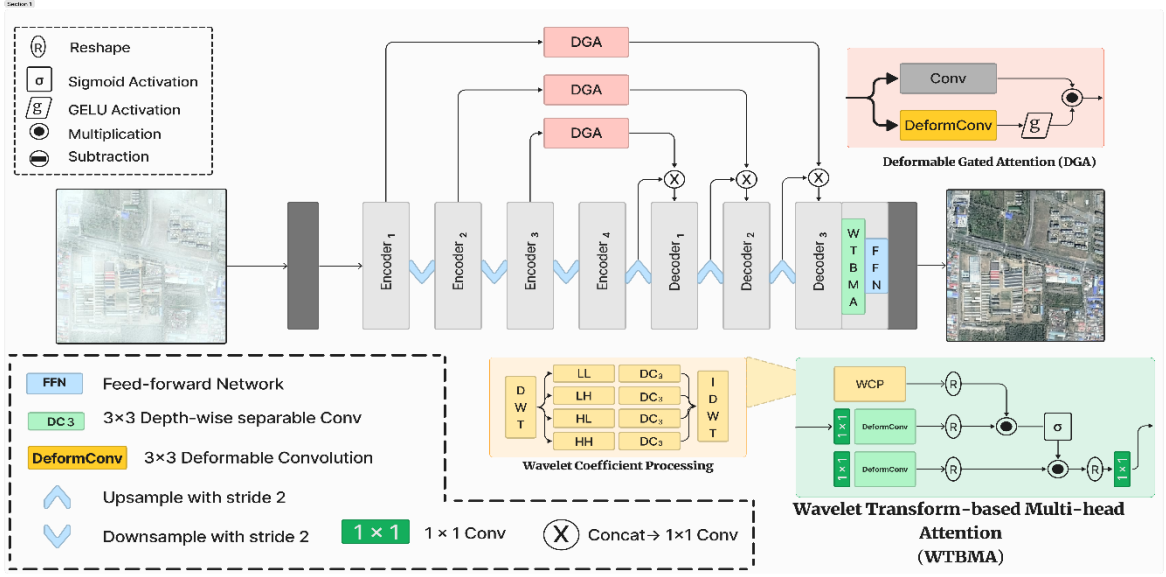 Section 1
R Reshape
σ Sigmoid Activation
g GELU Activation
Multiplication
Subtraction
DGA
DGA
DGA
Conv
DeformConv
g
Deformable Gated Attention (DGA)
X
X
X
Encoder 1
Encoder 2
Encoder 3
Encoder 4
Decoder 1
Decoder 2
Decoder 3
WTBMA
FFN
FFN Feed-forward Network
DC 3 3×3 Depth-wise separable Conv
DeformConv 3×3 Deformable Convolution
Upsample with stride 2
Downsample with stride 2
1 × 1 1 × 1 Conv
X Concat→ 1×1 Conv
DWT
LL DC3
LH DC3
HL DC3
HH DC3
IDWT
Wavelet Coefficient Processing
WCP R
1×1 DeformConv R σ
1×1 DeformConv R R 1×1
Wavelet Transform-based Multi-head
Attention
(WTBMA)